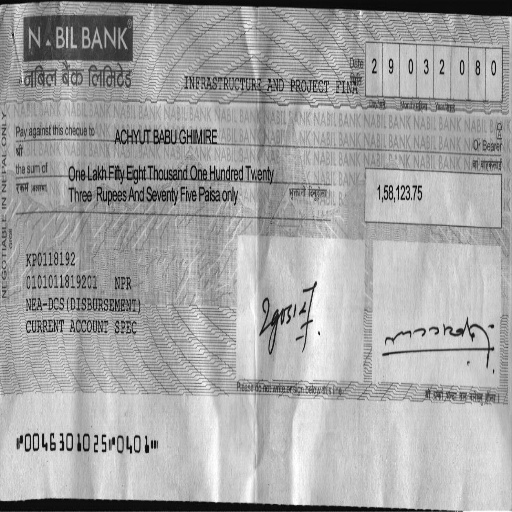 NABIL BANK
नबिल बैंक लिमिटेड
INFRASTRUCTURE AND PROJECT FINA
Date 2 9 0 3 2 0 8 0
Pay against this cheque to ACHYUT BABU GHIMIRE
श्री
Or Bearer
the sum of One Lakh Fifty Eight Thousand One Hundred Twenty
Three Rupees And Seventy Five Paisa only
1,58,123.75
NEGOTIABLE IN NEPAL ONLY
KP0118192
0101011819201 NPR
NEA-DCS(DISBURSEMENT)
CURRENT ACCOUNT SPEC
Please do not write or sign below this line
⑈0046301025⑈0401⑈